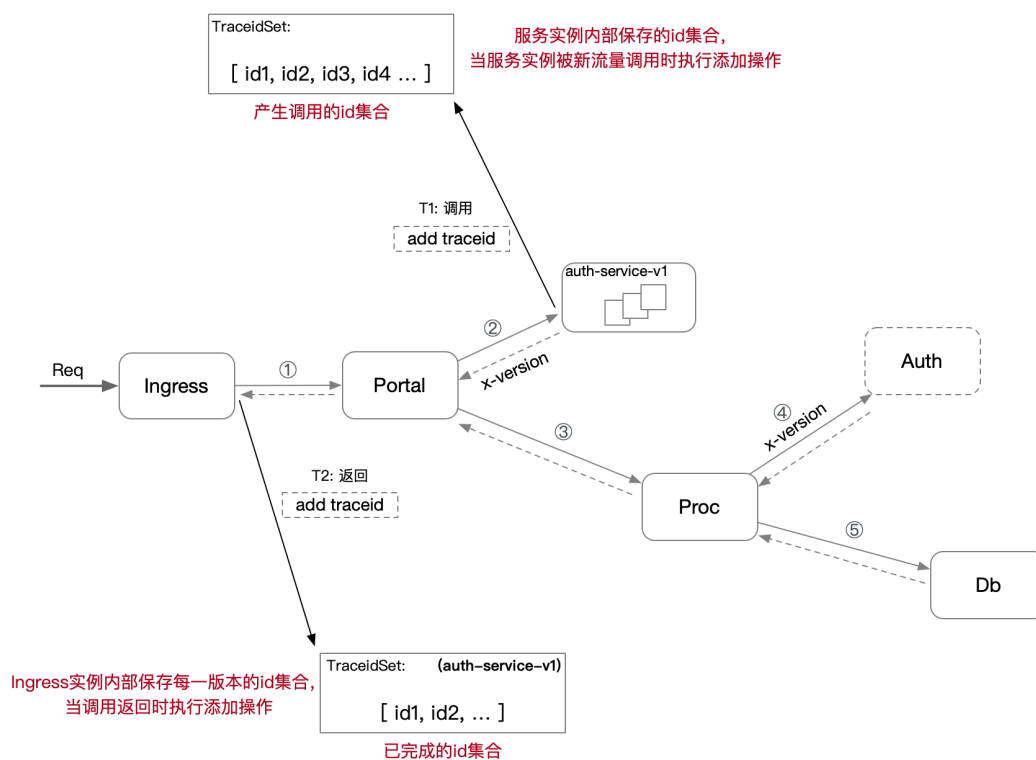 TraceidSet:
[ id1, id2, id3, id4 ... ]
产生调用的id集合
服务实例内部保存的id集合,
当服务实例被新流量调用时执行添加操作
T1: 调用
add traceid
auth-service-v1
②
x-version
Req
Ingress
①
Portal
③
Auth
④
x-version
Proc
⑤
Db
T2: 返回
add traceid
Ingress实例内部保存每一版本的id集合,
当调用返回时执行添加操作
TraceidSet: (auth-service-v1)
[ id1, id2, ... ]
已完成的id集合